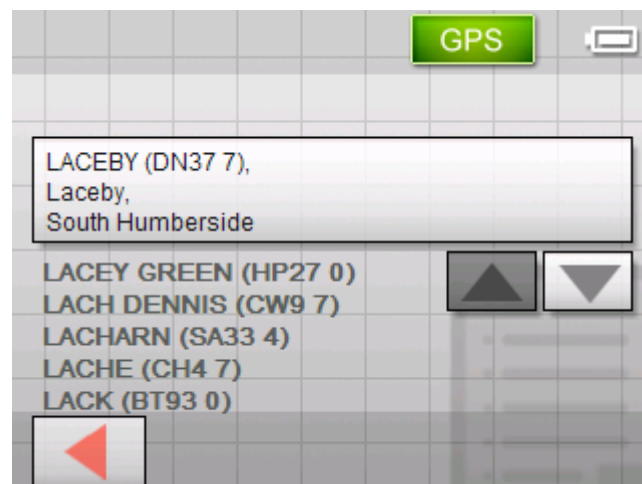 GPS
LACEBY (DN37 7),
Laceby,
South Humberside
LACEY GREEN (HP27 0)
LACH DENNIS (CW9 7)
LACHARN (SA33 4)
LACHE (CH4 7)
LACK (BT93 0)